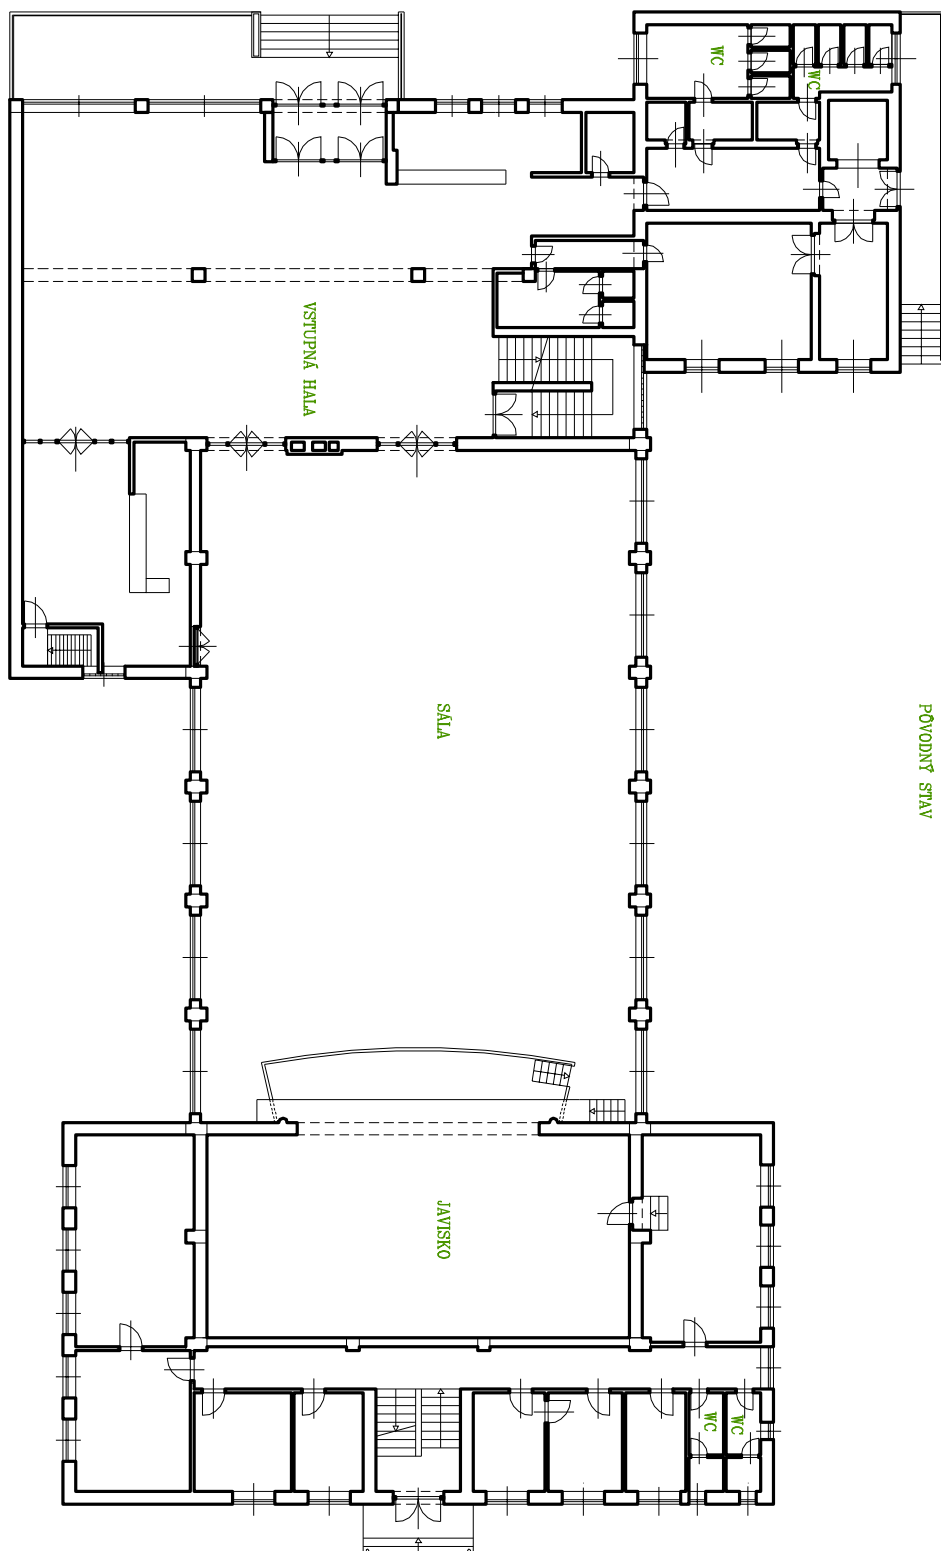 WC
WC
VSTUPNÁ HALA
SÁLA
PÔVODNÝ STAV
JAVISKO
WC
WC